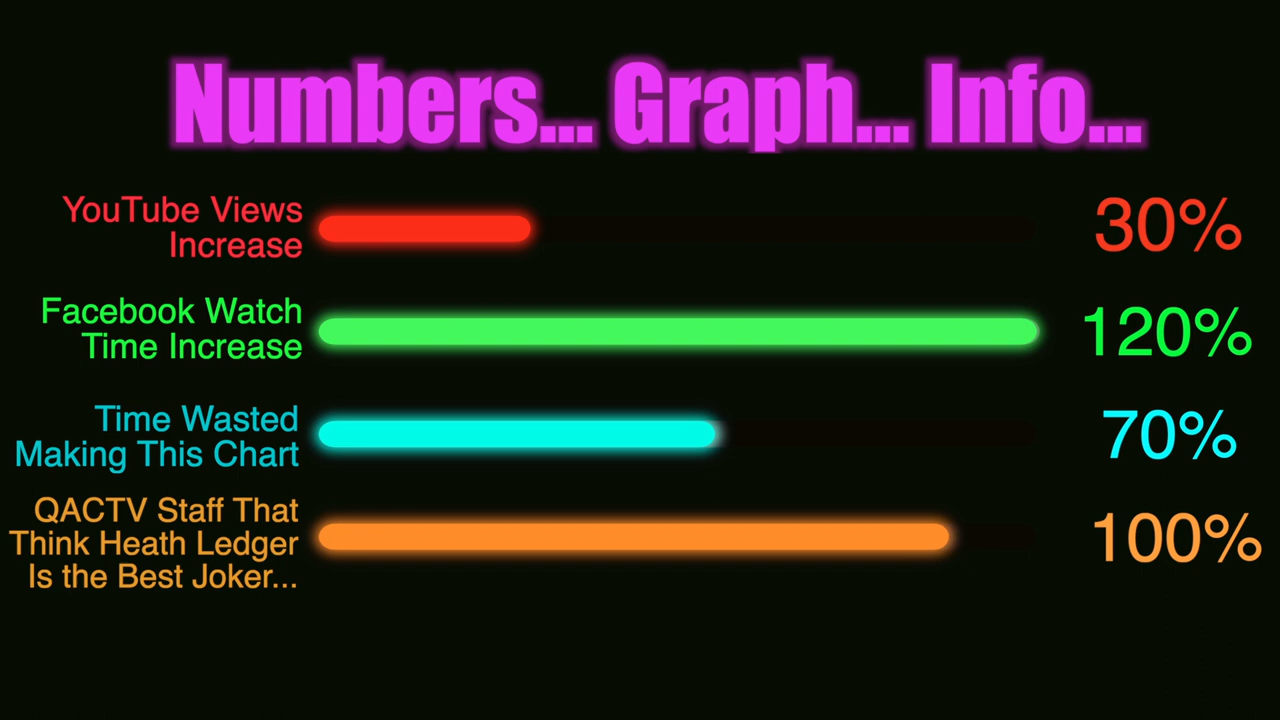 Numbers... Graph... Info...
YouTube Views
Increase
30%
Facebook Watch
Time Increase
120%
Time Wasted
Making This Chart
70%
QACTV Staff That
Think Heath Ledger
Is the Best Joker...
100%